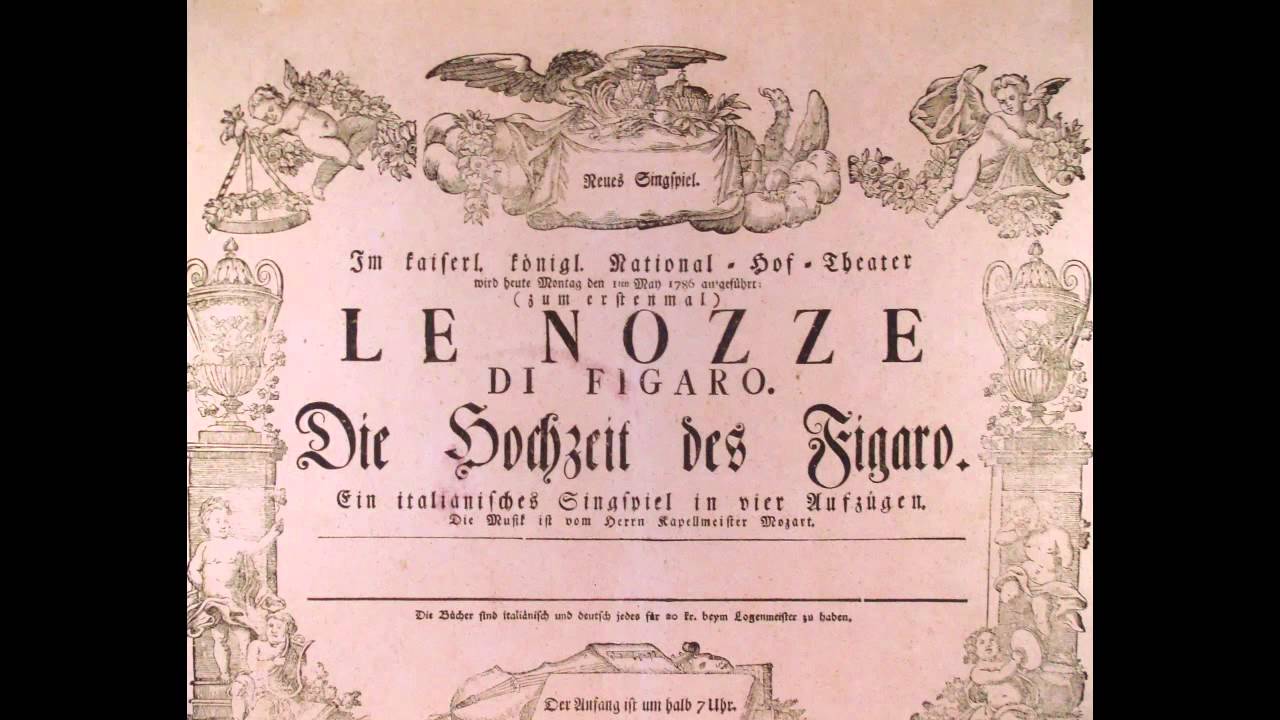 Neues Singspiel.
Im kaiserl. königl. National-Hof-Theater
wird heute Montag den 1ten May 1786 aufgeführt:
(zum erstenmal)
LE NOZZE
DI FIGARO.
Die Hochzeit des Figaro.
Ein italiänisches Singspiel in vier Aufzügen.
Die Musik ist vom Herrn Kapellmeister Mozart.
Die Bücher sind italiänisch und deutsch jedes für 20 kr. beym Logenmeister zu haben.
Der Anfang ist um halb 7 Uhr.